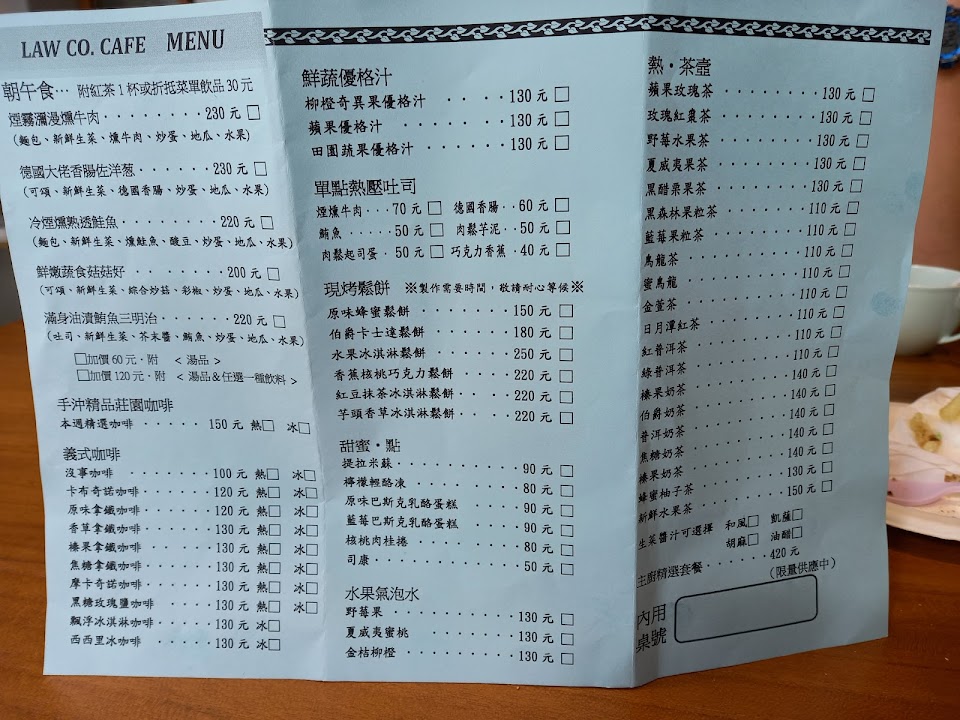 LAW CO. CAFE MENU
朝午食… 附紅茶1杯或折抵菜單飲品30元
煙霧瀰漫燻牛肉·······230元□
(麵包、新鮮生菜、燻牛肉、炒蛋、地瓜、水果)
德國大佬香腸佐洋葱·······230元□
(可頌、新鮮生菜、德國香腸、炒蛋、地瓜、水果)
冷煙燻熟透鮭魚········220元□
(麵包、新鮮生菜、燻鮭魚、酸豆、炒蛋、地瓜、水果)
鮮嫩蔬食菇菇好·······200元□
(可頌、新鮮生菜、綜合炒菇、彩椒、炒蛋、地瓜、水果)
滿身油漬鮪魚三明治······220元□
(吐司、新鮮生菜、芥末醬、鮪魚、炒蛋、地瓜、水果)
□加價60元·附 <湯品>
□加價120元·附 <湯品&任選一種飲料>
手沖精品莊園咖啡
本週精選咖啡 ······ 150元 熱□ 冰□
義式咖啡
沒事咖啡 ········100元 熱□ 冰□
卡布奇諾咖啡·······120元 熱□ 冰□
原味拿鐵咖啡·······120元 熱□ 冰□
香草拿鐵咖啡·······130元 熱□ 冰□
榛果拿鐵咖啡·······130元 熱□ 冰□
焦糖拿鐵咖啡·······130元 熱□ 冰□
摩卡奇諾咖啡·······130元 熱□ 冰□
黑糖玫瑰鹽咖啡 ·····130元 熱□ 冰□
飄浮冰淇淋咖啡······130元 冰□
西西里冰咖啡 ······130元 冰□
鮮蔬優格汁
柳橙奇異果優格汁 ·····130元□
蘋果優格汁 ·······130元□
田園蔬果優格汁 ······130元□
單點熱壓吐司
煙燻牛肉···70元□ 德國香腸··60元□
鮪魚 ·····50元□ 肉鬆芋泥··50元□
肉鬆起司蛋·50元□ 巧克力香蕉·40元□
現烤鬆餅 ※製作需要時間，敬請耐心等候※
原味蜂蜜鬆餅·······150元□
伯爵卡士達鬆餅 ······180元□
水果冰淇淋鬆餅 ······250元□
香蕉核桃巧克力鬆餅 ····220元□
紅豆抹茶冰淇淋鬆餅·· ··220元□
芋頭香草冰淇淋鬆餅·· ··220元□
甜蜜·點
提拉米蘇··········90元□
檸檬輕酪凍·········80元□
原味巴斯克乳酪蛋糕 ·····90元□
藍莓巴斯克乳酪蛋糕 ·····90元□
核桃肉桂捲·········80元□
司康············50元□
水果氣泡水
野莓果 ··········130元□
夏威夷蜜桃 ········130元□
金桔柳橙 ·········130元□
熱·茶壺
蘋果玫瑰茶 ········130元□
玫瑰紅棗茶 ········130元□
野莓水果茶 ········130元□
夏威夷果茶 ········130元□
黑醋栗果茶 ········130元□
黑森林果粒茶 ·······110元□
藍莓果粒茶 ········110元□
烏龍茶 ··········110元□
蜜烏龍 ··········110元□
金萱茶 ··········110元□
日月潭紅茶 ········110元□
紅普洱茶 ·········110元□
綠普洱茶 ·········110元□
榛果奶茶 ·········140元□
伯爵奶茶 ·········140元□
普洱奶茶 ·········140元□
焦糖奶茶 ·········140元□
榛果奶茶 ·········140元□
蜂蜜柚子茶 ········130元□
新鮮水果茶 ········150元□
生菜醬汁可選擇 和風□ 凱薩□
胡麻□ 油醋□
主廚精選套餐·······420元
(限量供應中)
內用
桌號